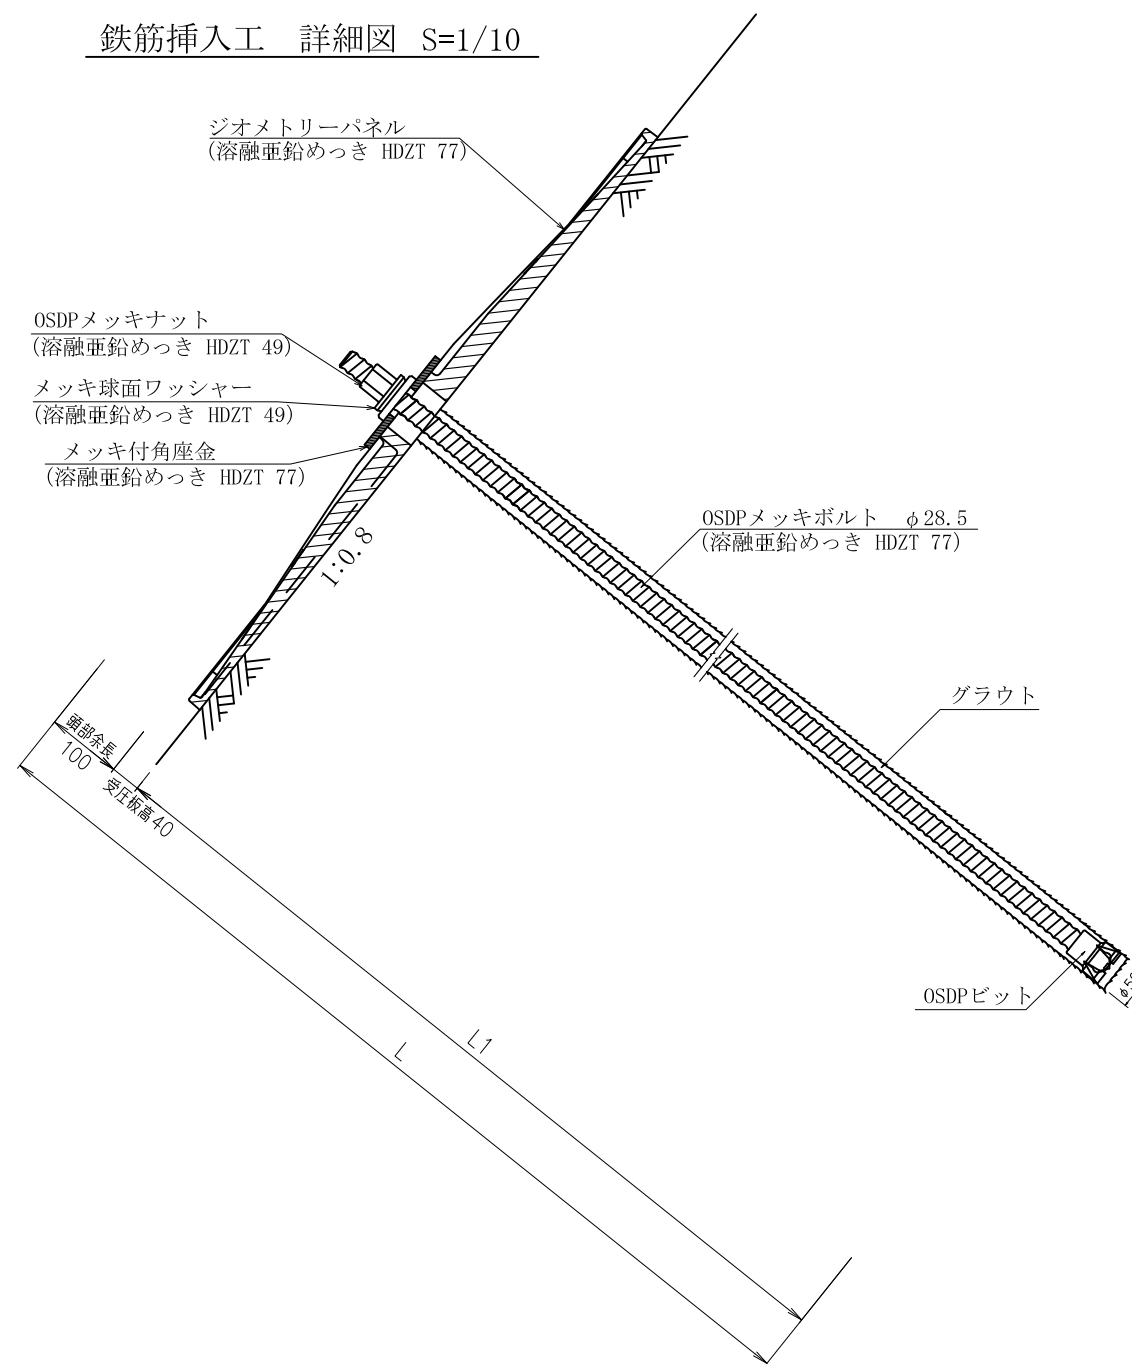 鉄筋挿入工　詳細図 S=1/10
ジオメトリーパネル
(溶融亜鉛めっき HDZT 77)
OSDPメッキナット
(溶融亜鉛めっき HDZT 49)
メッキ球面ワッシャー
(溶融亜鉛めっき HDZT 49)
メッキ付角座金
(溶融亜鉛めっき HDZT 77)
OSDPメッキボルト　φ28.5
(溶融亜鉛めっき HDZT 77)
1:0.8
グラウト
頭部余長
100
受圧板高40
OSDPビット
L1
L